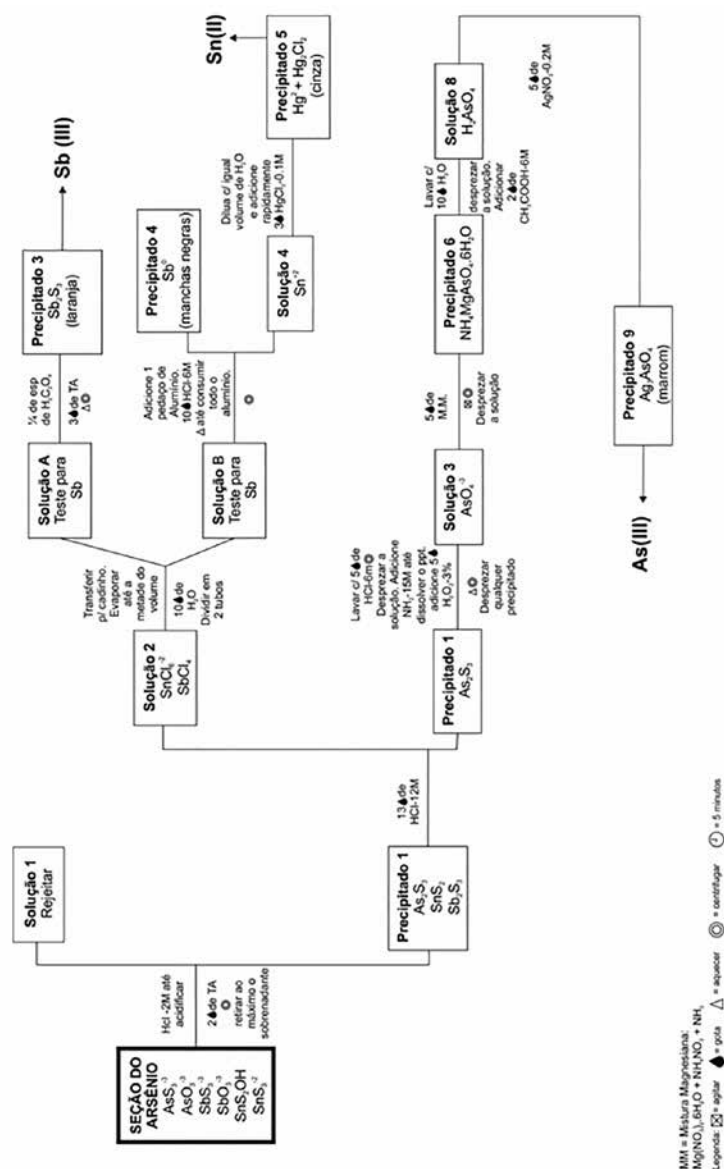 SEÇÃO DO
ARSÊNIO
AsS₃⁻³
AsO₃⁻³
SbS₃⁻³
SbO₃⁻³
SnS₂OH
SnS₃⁻²
Hcl -2M até
acidificar
2 de TA
retirar ao
máximo o
sobrenadante
Solução 1
Rejeitar
Precipitado 1
As₂S₃
SnS₂
Sb₂S₃
13 de
HCl-12M
Solução 2
SnCl₆⁻²
SbCl₄
Transferir
p/ cadinho.
Evaporar
até a
metade do
volume
10 de
H₂O
Dividir em
2 tubos
Solução A
Teste para
Sb
¼ de esp
de H₂C₂O₄
3 de TA
Δ
Precipitado 3
Sb₂S₃
(laranja)
Sb (III)
Solução B
Teste para
Sb
Adicione 1
pedaço de
Alumínio.
10 HCl-6M
Δ até consumir
todo o
alumínio.
Precipitado 4
Sb⁰
(manchas negras)
Solução 4
Sn⁺²
Dilua c/ igual
volume de H₂O
e adicione
rapidamente
3 HgCl₂-0.1M
Precipitado 5
(cinza)
Sn(II)
Precipitado 1
As₂S₃
Lavar c/ 5 de
HCl-6m
Desprezar a
solução. Adicione
NH₃-15M até
dissolver o ppt.
adicione 5
H₂O₂-3%
Δ
Desprezar
qualquer
precipitado
Solução 3
AsO₄⁻³
5 de
M.M.
Desprezar
a solução
Precipitado 6
NH₄MgAsO₄.6H₂O
Lavar c/
10 H₂O
desprezar
a solução.
Adicionar
2 de
CH₃COOH-6M
Solução 8
H₃AsO₄
5 de
AgNO₃-0.2M
Precipitado 9
Ag₃AsO₄
(marrom)
As(III)
MM = Mistura Magnesiana:
Mg(NO₃)₂.6H₂O + NH₄NO₃ + NH₃
Legenda: = agitar = gota Δ = aquecer = centrifugar = 5 minutos